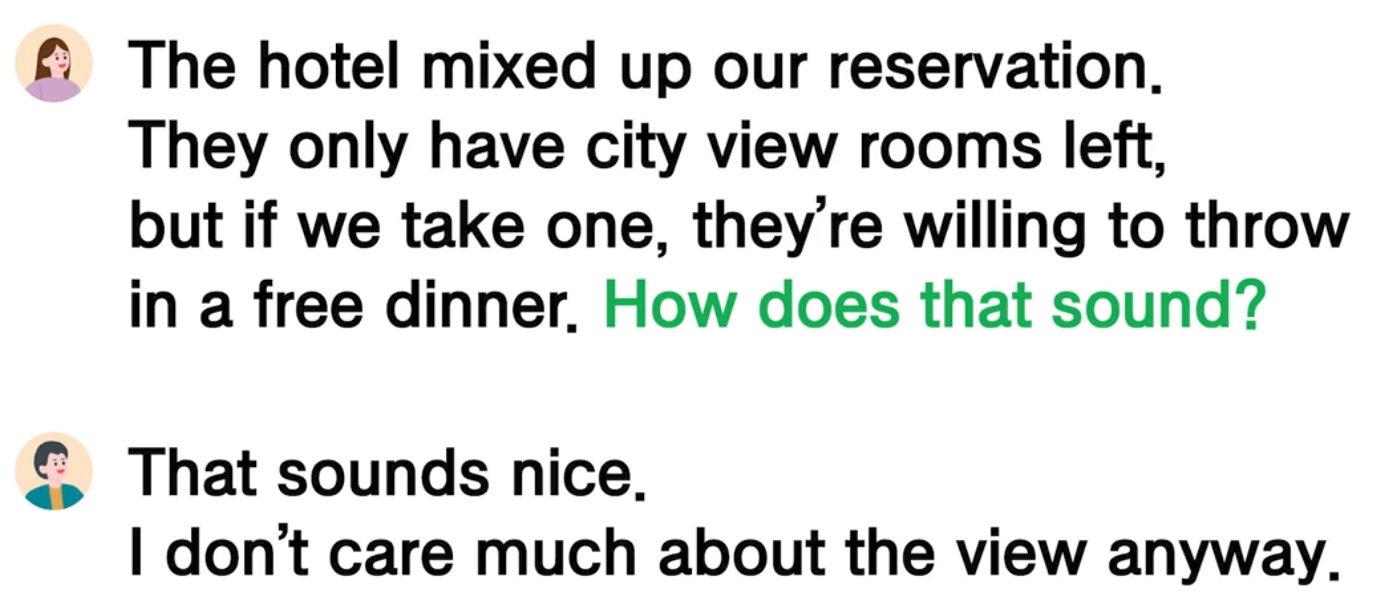 The hotel mixed up our reservation.
They only have city view rooms left,
but if we take one, they’re willing to throw
in a free dinner. How does that sound?
That sounds nice.
I don’t care much about the view anyway.